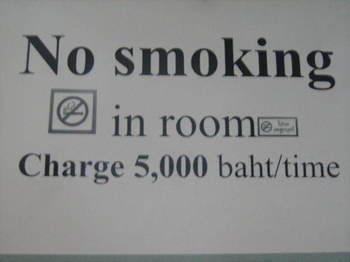 No smoking
in room
Charge 5,000 baht/time